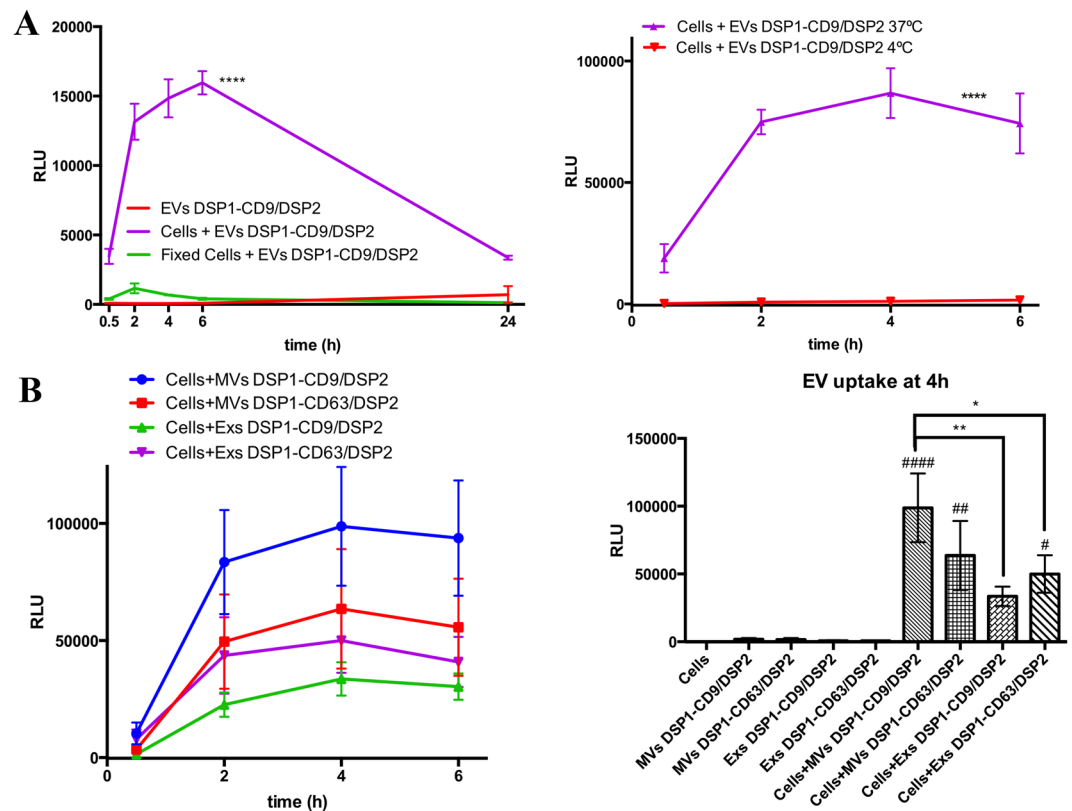 A
20000
15000
10000
5000
0
RLU
****
EVs DSP1-CD9/DSP2
Cells + EVs DSP1-CD9/DSP2
Fixed Cells + EVs DSP1-CD9/DSP2
0.5 2 4 6 24
time (h)
Cells + EVs DSP1-CD9/DSP2 37ºC
Cells + EVs DSP1-CD9/DSP2 4ºC
100000
50000
0
RLU
****
0 2 4 6
time (h)
B
Cells+MVs DSP1-CD9/DSP2
Cells+MVs DSP1-CD63/DSP2
Cells+Exs DSP1-CD9/DSP2
Cells+Exs DSP1-CD63/DSP2
100000
50000
0
RLU
0 2 4 6
time (h)
EV uptake at 4h
150000
100000
50000
0
RLU
*
**
####
##
#
Cells
MVs DSP1-CD9/DSP2
MVs DSP1-CD63/DSP2
Exs DSP1-CD9/DSP2
Exs DSP1-CD63/DSP2
Cells+MVs DSP1-CD9/DSP2
Cells+MVs DSP1-CD63/DSP2
Cells+Exs DSP1-CD9/DSP2
Cells+Exs DSP1-CD63/DSP2